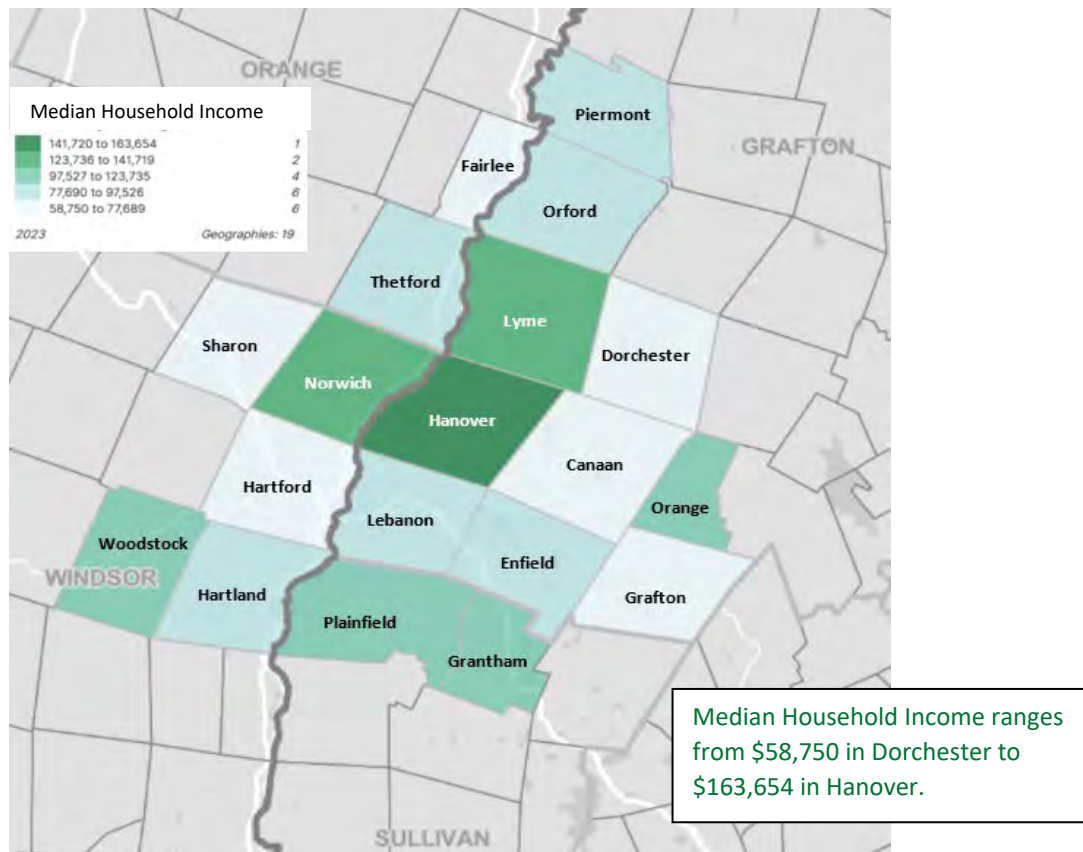 ORANGE
Median Household Income
141,720 to 163,654 1
123,736 to 141,719 2
97,527 to 123,735 4
77,690 to 97,526 6
58,750 to 77,689 6
2023 Geographies: 19
Piermont
GRAFTON
Fairlee
Orford
Thetford
Lyme
Sharon
Dorchester
Norwich
Hanover
Canaan
Hartford
Orange
Lebanon
Woodstock
Enfield
WINDSOR
Hartland
Grafton
Plainfield
Grantham
Median Household Income ranges
from $58,750 in Dorchester to
$163,654 in Hanover.
SULLIVAN